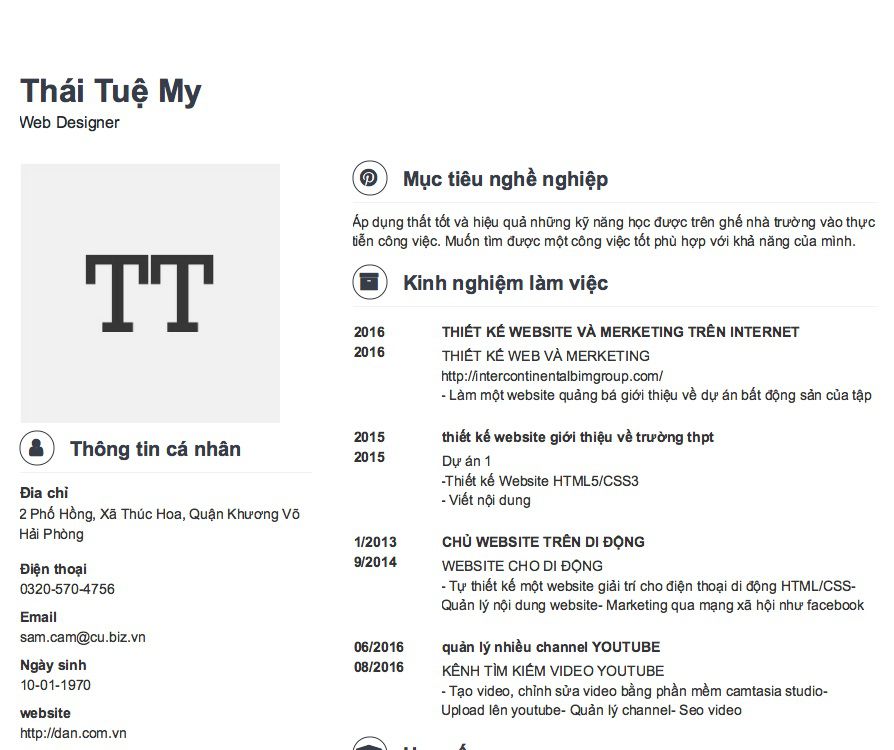 Thái Tuệ My
Web Designer
TT
Thông tin cá nhân
Đia chỉ
2 Phố Hồng, Xã Thúc Hoa, Quận Khương Võ
Hải Phòng
Điện thoại
0320-570-4756
Email
sam.cam@cu.biz.vn
Ngày sinh
10-01-1970
website
http://dan.com.vn
Mục tiêu nghề nghiệp
Áp dụng thất tốt và hiệu quả những kỹ năng học được trên ghế nhà trường vào thực
tiễn công việc. Muốn tìm được một công việc tốt phù hợp với khả năng của mình.
Kinh nghiệm làm việc
2016
2016
THIẾT KẾ WEBSITE VÀ MERKETING TRÊN INTERNET
THIẾT KẾ WEB VÀ MERKETING
http://intercontinentalbimgroup.com/
- Làm một website quảng bá giới thiệu về dự án bất động sản của tập
2015
2015
thiết kế website giới thiệu về trường thpt
Dự án 1
-Thiết kế Website HTML5/CSS3
- Viết nội dung
1/2013
9/2014
CHỦ WEBSITE TRÊN DI ĐỘNG
WEBSITE CHO DI ĐỘNG
- Tự thiết kế một website giải trí cho điện thoại di động HTML/CSS-
Quản lý nội dung website- Marketing qua mạng xã hội như facebook
06/2016
08/2016
quản lý nhiều channel YOUTUBE
KÊNH TÌM KIẾM VIDEO YOUTUBE
- Tạo video, chỉnh sửa video bằng phần mềm camtasia studio-
Upload lên youtube- Quản lý channel- Seo video